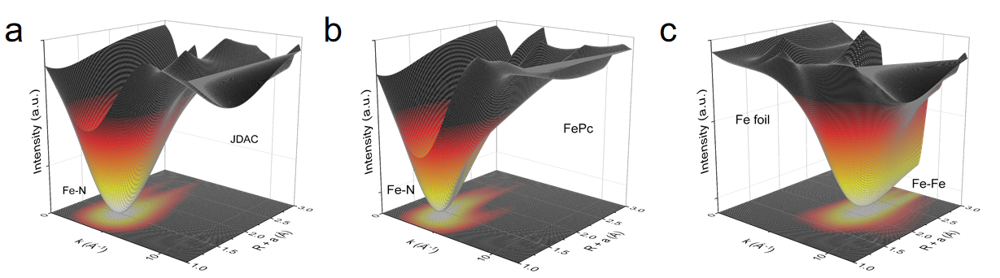 a
Intensity (a.u.)
JDAC
Fe-N
0
k (Å⁻¹)
10
1.0
1.5
2.0
2.5
3.0
R+a (Å)
b
Intensity (a.u.)
FePc
Fe-N
0
k (Å⁻¹)
10
1.0
1.5
2.0
2.5
3.0
R+a (Å)
c
Intensity (a.u.)
Fe foil
Fe-Fe
0
k (Å⁻¹)
10
1.0
1.5
2.0
2.5
3.0
R+a (Å)